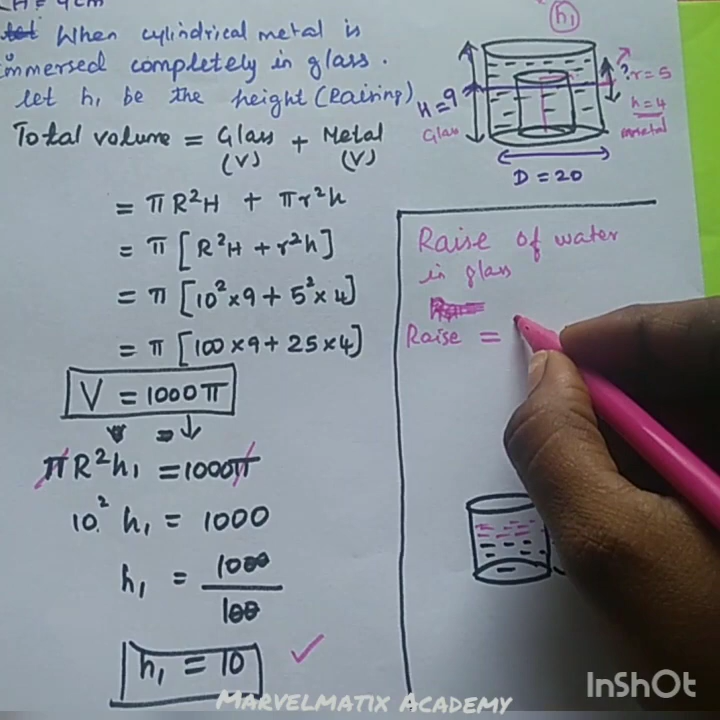 H = 9cm
When cylindrical metal is
immersed completely in glass.
let h₁ be the height (Raising)
Total volume = Glass + Metal
(V) (V)
= πR²H + πr²h
= π[R²H + r²h]
= π[10² × 9 + 5² × 4]
= π[100 × 9 + 25 × 4]
V = 1000π
πR²h₁ = 1000π
10² h₁ = 1000
h₁ = 1000/100
h₁ = 10
h₁
H = 9
Glass
? r = 5
h = 4
metal
D = 20
Raise of water
in glass
Raise =
InShOt
MARVELMATIX ACADEMY